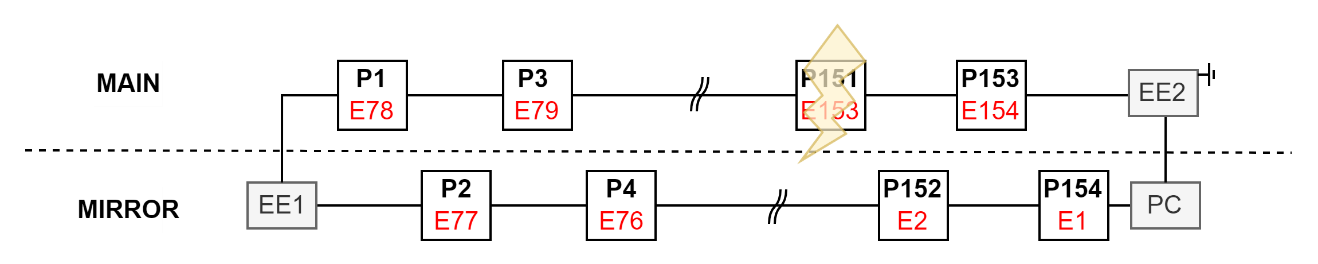 MAIN
P1
E78
P3
E79
P151
E153
P153
E154
EE2
MIRROR
EE1
P2
E77
P4
E76
P152
E2
P154
E1
PC